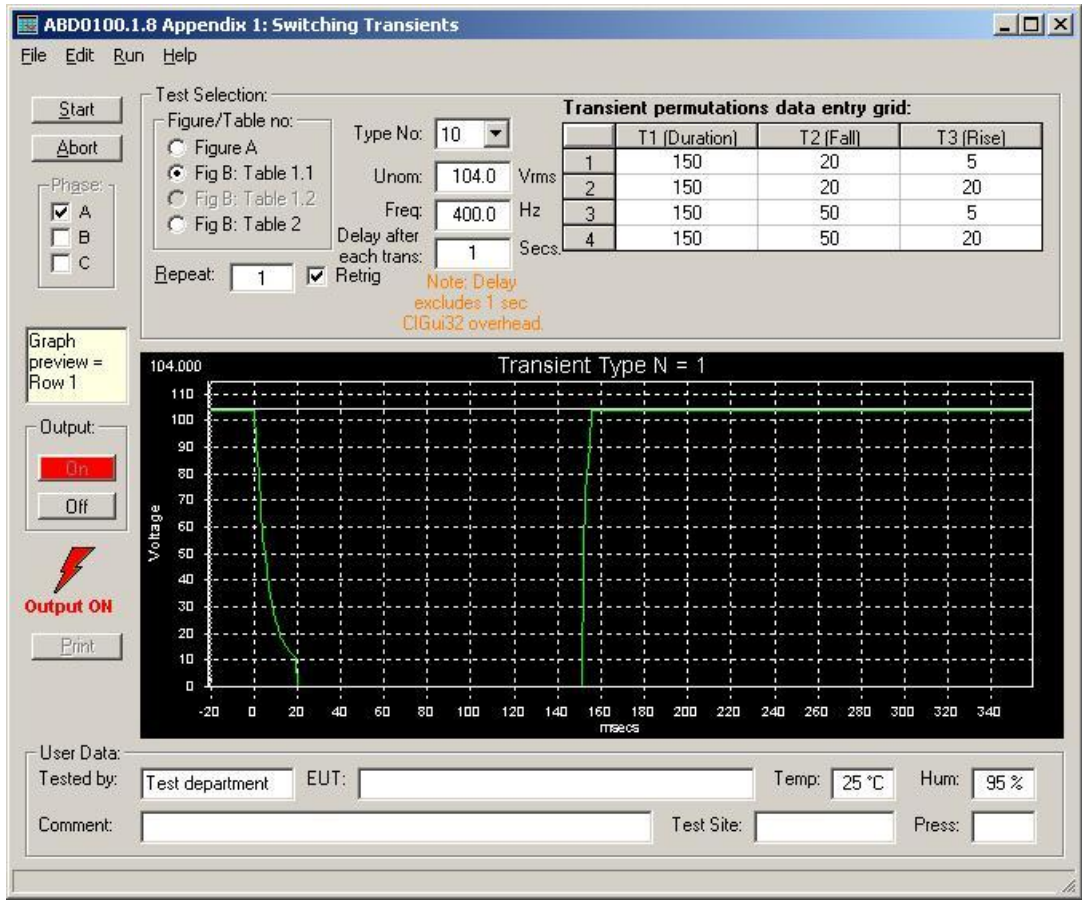 ABD0100.1.8 Appendix 1: Switching Transients
File Edit Run Help
Start
Abort
Phase:
A
B
C
Test Selection:
Figure/Table no:
Figure A
Fig B: Table 1.1
Fig B: Table 1.2
Fig B: Table 2
Repeat: 1 Retrig
Type No: 10
Unom: 104.0 Vrms
Freq: 400.0 Hz
Delay after each trans: 1 Secs.
Note: Delay
excludes 1 sec
CIGui32 overhead.
Transient permutations data entry grid:
T1 (Duration) T2 (Fall) T3 (Rise)
1 150 20 5
2 150 20 20
3 150 50 5
4 150 50 20
Graph
preview =
Row 1
Output:
On
Off
Output ON
Print
104.000 Transient Type N = 1
Voltage
110
100
90
80
70
60
50
40
30
20
10
0
-20 0 20 40 60 80 100 120 140 160 180 200 220 240 260 280 300 320 340
msecs
User Data:
Tested by: Test department EUT: Temp: 25 °C Hum: 95 %
Comment: Test Site: Press: